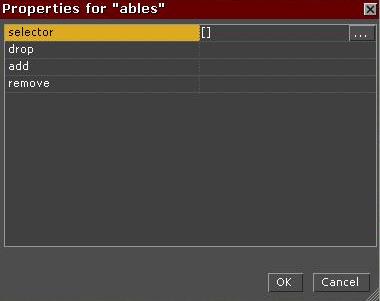 Properties for "ables"
selector [] ...
drop
add
remove
OK Cancel